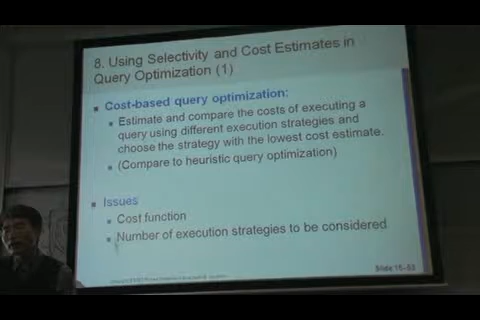 8. Using Selectivity and Cost Estimates in
Query Optimization (1)
Cost-based query optimization:
Estimate and compare the costs of executing a
query using different execution strategies and
choose the strategy with the lowest cost estimate.
(Compare to heuristic query optimization)
Issues
Cost function
Number of execution strategies to be considered
Slide 15-53